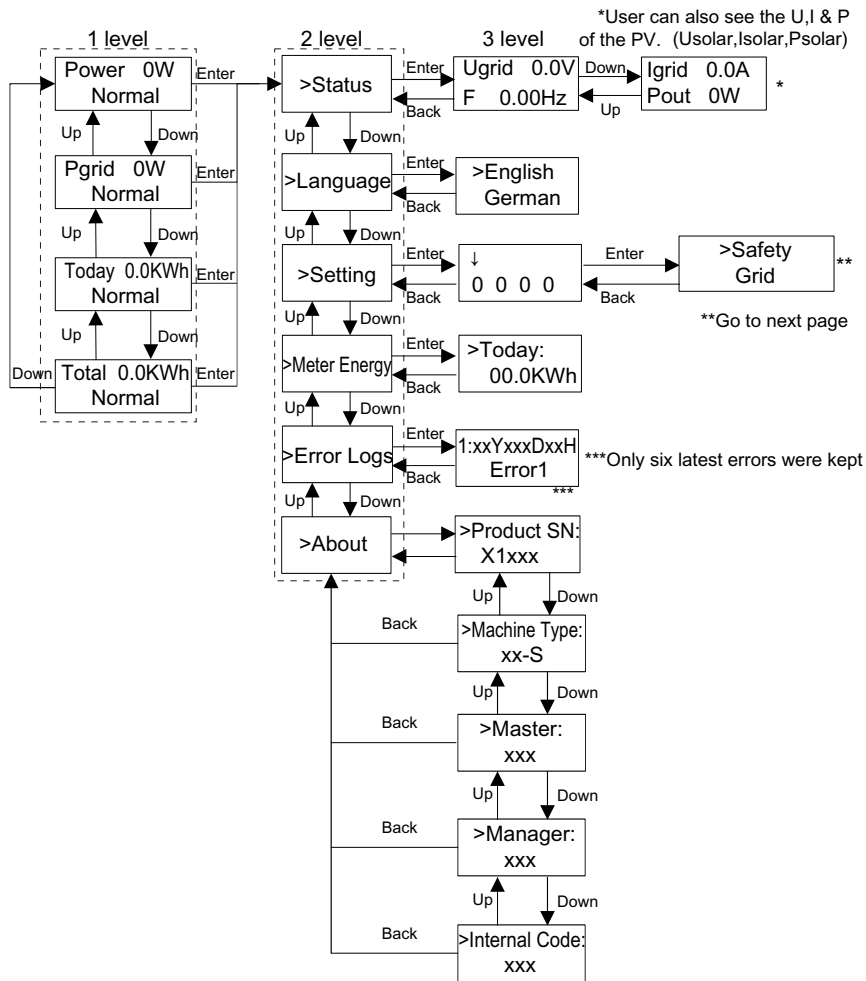 *User can also see the U,I & P
of the PV. (Usolar,Isolar,Psolar)
1 level
2 level
3 level
Power 0W
Normal
Enter
>Status
Enter
Back
Ugrid 0.0V
F 0.00Hz
Down
Up
Igrid 0.0A
Pout 0W
*
Up
Down
Up
Down
Pgrid 0W
Normal
Enter
>Language
Enter
Back
>English
German
Up
Down
Up
Down
Today 0.0KWh
Normal
Enter
>Setting
Enter
Back
↓
0 0 0 0
Enter
Back
>Safety
Grid
**
**Go to next page
Up
Down
Up
Down
Down
Total 0.0KWh
Normal
Enter
>Meter Energy
Enter
Back
>Today:
00.0KWh
Up
Down
>Error Logs
Enter
Back
1:xxYxxxDxxH
Error1
***
***Only six latest errors were kept
Up
Down
>About
>Product SN:
X1xxx
Up
Down
Back
>Machine Type:
xx-S
Up
Down
Back
>Master:
xxx
Up
Down
Back
>Manager:
xxx
Up
Down
Back
>Internal Code:
xxx